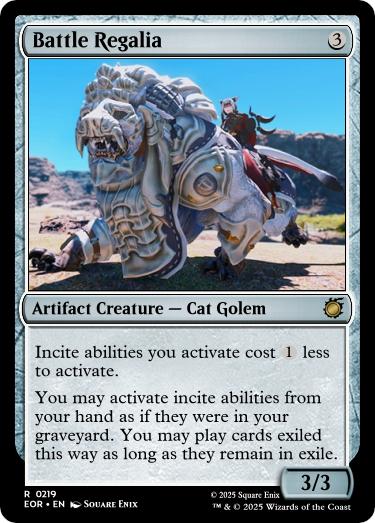 Battle Regalia 3
Artifact Creature — Cat Golem
Incite abilities you activate cost 1 less
to activate.
You may activate incite abilities from
your hand as if they were in your
graveyard. You may play cards exiled
this way as long as they remain in exile.
3/3
R 0219
EOR • EN SQUARE ENIX
© 2025 Square Enix
™ & © 2025 Wizards of the Coast